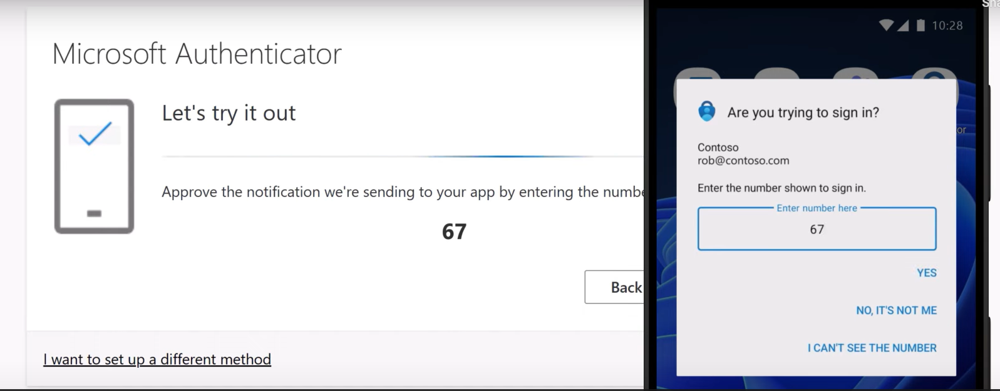 Microsoft Authenticator
Let's try it out
Approve the notification we're sending to your app by entering the numbe
67
Back
I want to set up a different method
10:28
Are you trying to sign in?
Contoso
rob@contoso.com
Enter the number shown to sign in.
Enter number here
67
YES
NO, IT'S NOT ME
I CAN'T SEE THE NUMBER
or